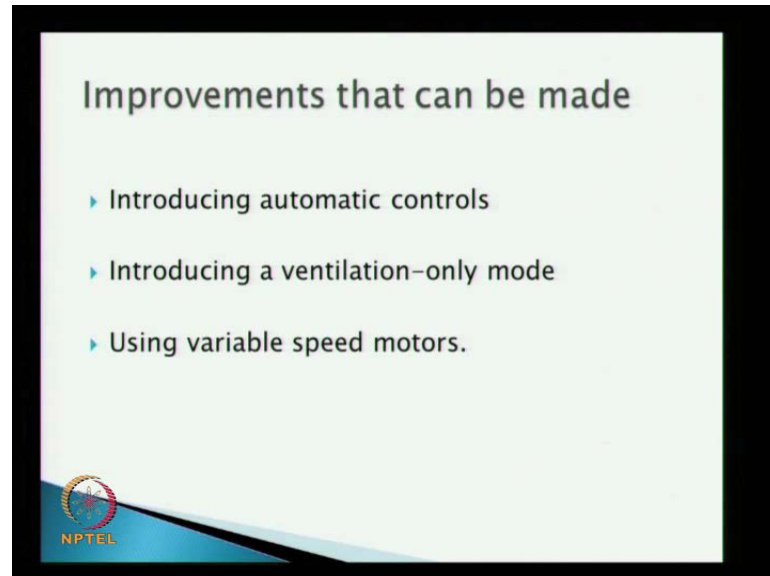 Improvements that can be made
Introducing automatic controls
Introducing a ventilation-only mode
Using variable speed motors.
NPTEL